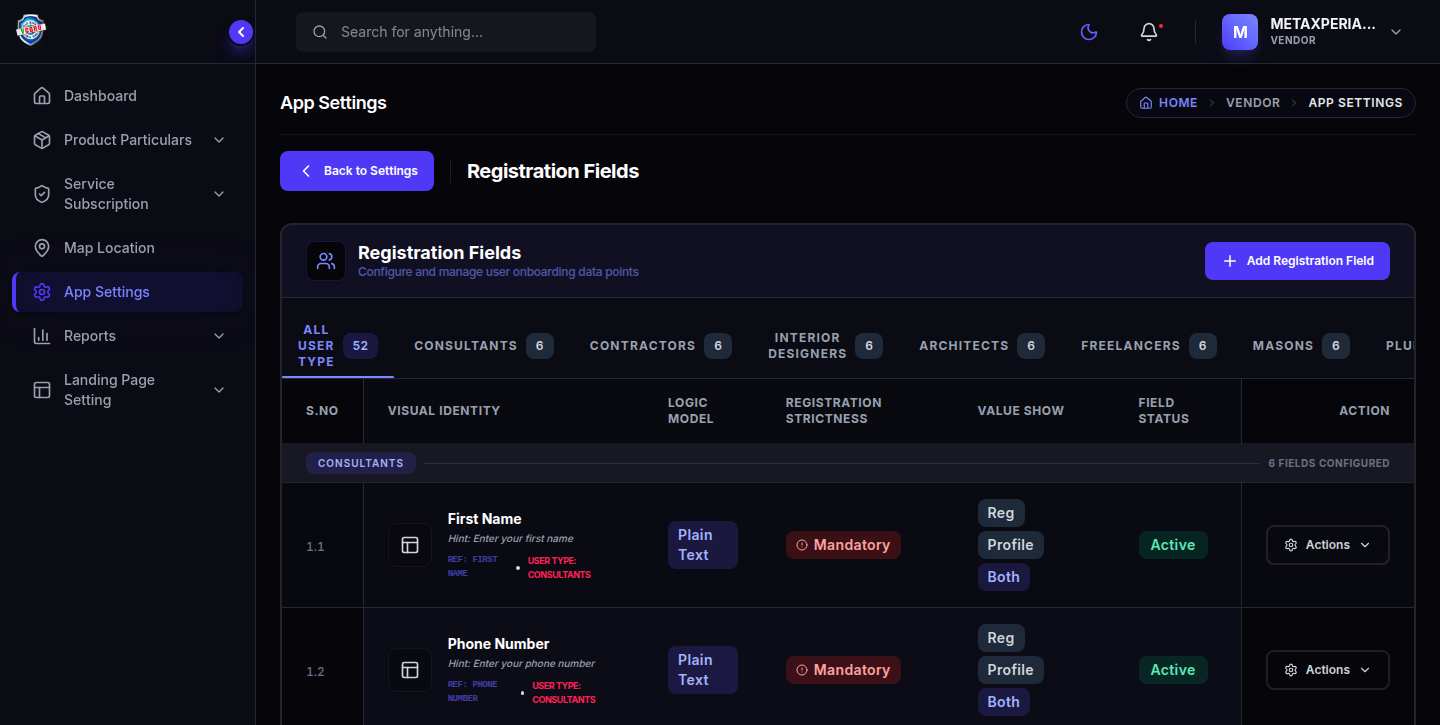 Search for anything...
M
METAXPERIA...
VENDOR
Dashboard
Product Particulars
Service
Subscription
Map Location
App Settings
Reports
Landing Page
Setting
App Settings
HOME
VENDOR
APP SETTINGS
Back to Settings
Registration Fields
Registration Fields
Configure and manage user onboarding data points
Add Registration Field
ALL
USER
TYPE
52
CONSULTANTS 6
CONTRACTORS 6
INTERIOR
DESIGNERS
6
ARCHITECTS 6
FREELANCERS 6
MASONS 6
PLU
S.NO
VISUAL IDENTITY
LOGIC
MODEL
REGISTRATION
STRICTNESS
VALUE SHOW
FIELD
STATUS
ACTION
CONSULTANTS
6 FIELDS CONFIGURED
1.1
First Name
Hint: Enter your first name
REF: FIRST
NAME
• USER TYPE:
CONSULTANTS
Plain
Text
Mandatory
Reg
Profile
Both
Active
Actions
1.2
Phone Number
Hint: Enter your phone number
REF: PHONE
NUMBER
• USER TYPE:
CONSULTANTS
Plain
Text
Mandatory
Reg
Profile
Both
Active
Actions